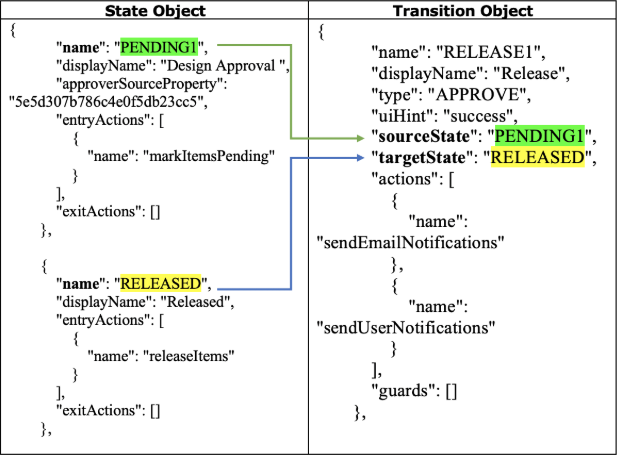 State Object
{
"name": "PENDING1",
"displayName": "Design Approval ",
"approverSourceProperty":
"5e5d307b786c4e0f5db23cc5",
"entryActions": [
{
"name": "markItemsPending"
}
],
"exitActions": []
},
{
"name": "RELEASED",
"displayName": "Released",
"entryActions": [
{
"name": "releaseItems"
}
],
"exitActions": []
},
Transition Object
{
"name": "RELEASE1",
"displayName": "Release",
"type": "APPROVE",
"uiHint": "success",
"sourceState": "PENDING1",
"targetState": "RELEASED",
"actions": [
{
"name":
"sendEmailNotifications"
},
{
"name":
"sendUserNotifications"
}
],
"guards": []
},